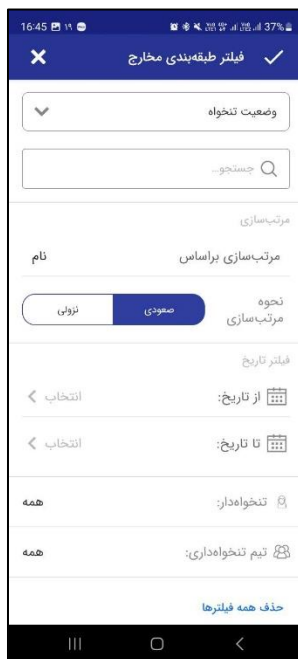 16:45 ۱۹ 37%
فیلتر طبقه‌بندی مخارج
وضعیت تنخواه
جستجو...
مرتب‌سازی
مرتب‌سازی براساس نام
نحوه مرتب‌سازی
صعودی نزولی
فیلتر تاریخ
از تاریخ: انتخاب
تا تاریخ: انتخاب
تنخواه‌دار: همه
تیم تنخواه‌داری: همه
حذف همه فیلترها